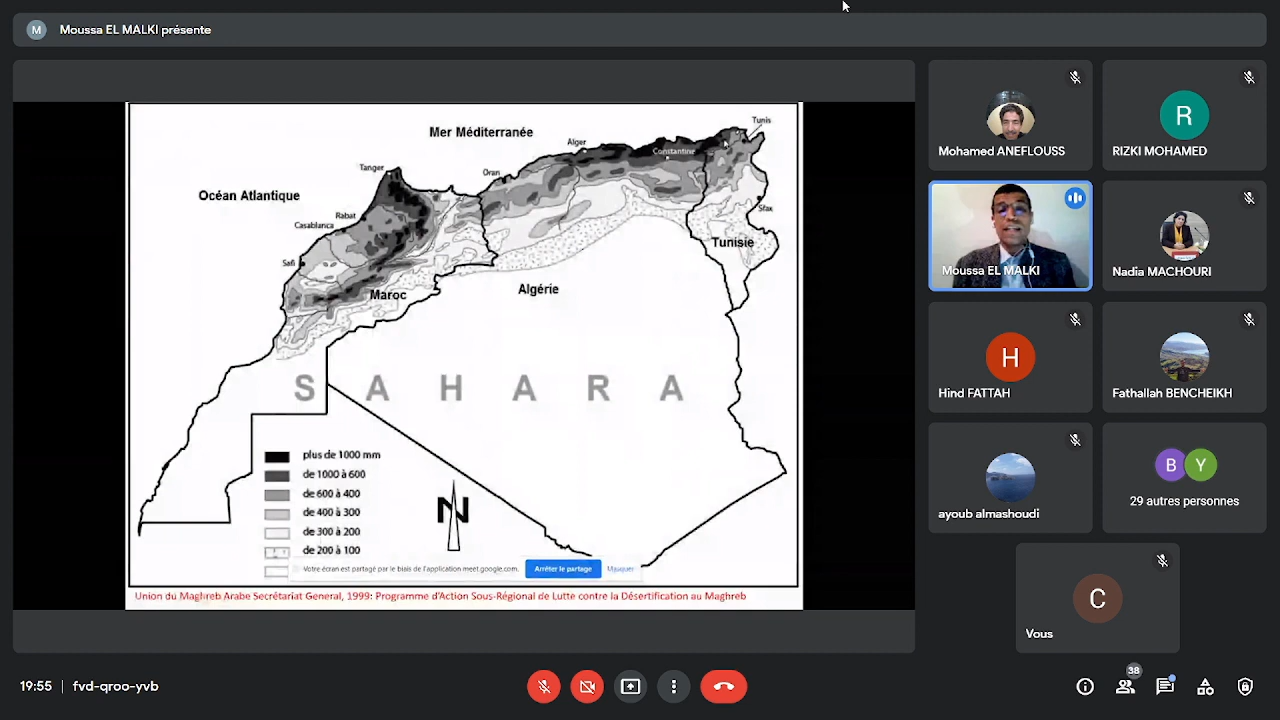 M
Moussa EL MALKI présente
Mer Méditerranée
Océan Atlantique
Tunis
Alger
Constantine
Tanger
Oran
Rabat
Casablanca
Sfax
Safi
Tunisie
Maroc
Algérie
SAHARA
plus de 1000 mm
de 1000 à 600
de 600 à 400
de 400 à 300
de 300 à 200
de 200 à 100
N
Votre écran est partagé par le biais de l'application meet.google.com.
Arrêter le partage
Masquer
Union du Maghreb Arabe Secrétariat General, 1999: Programme d'Action Sous-Régional de Lutte contre la Désertification au Maghreb
Mohamed ANEFLOUSS
R
RIZKI MOHAMED
Moussa EL MALKI
Nadia MACHOURI
H
Hind FATTAH
Fathallah BENCHEIKH
ayoub almashoudi
B Y
29 autres personnes
C
Vous
19:55 | fvd-qroo-yvb
38